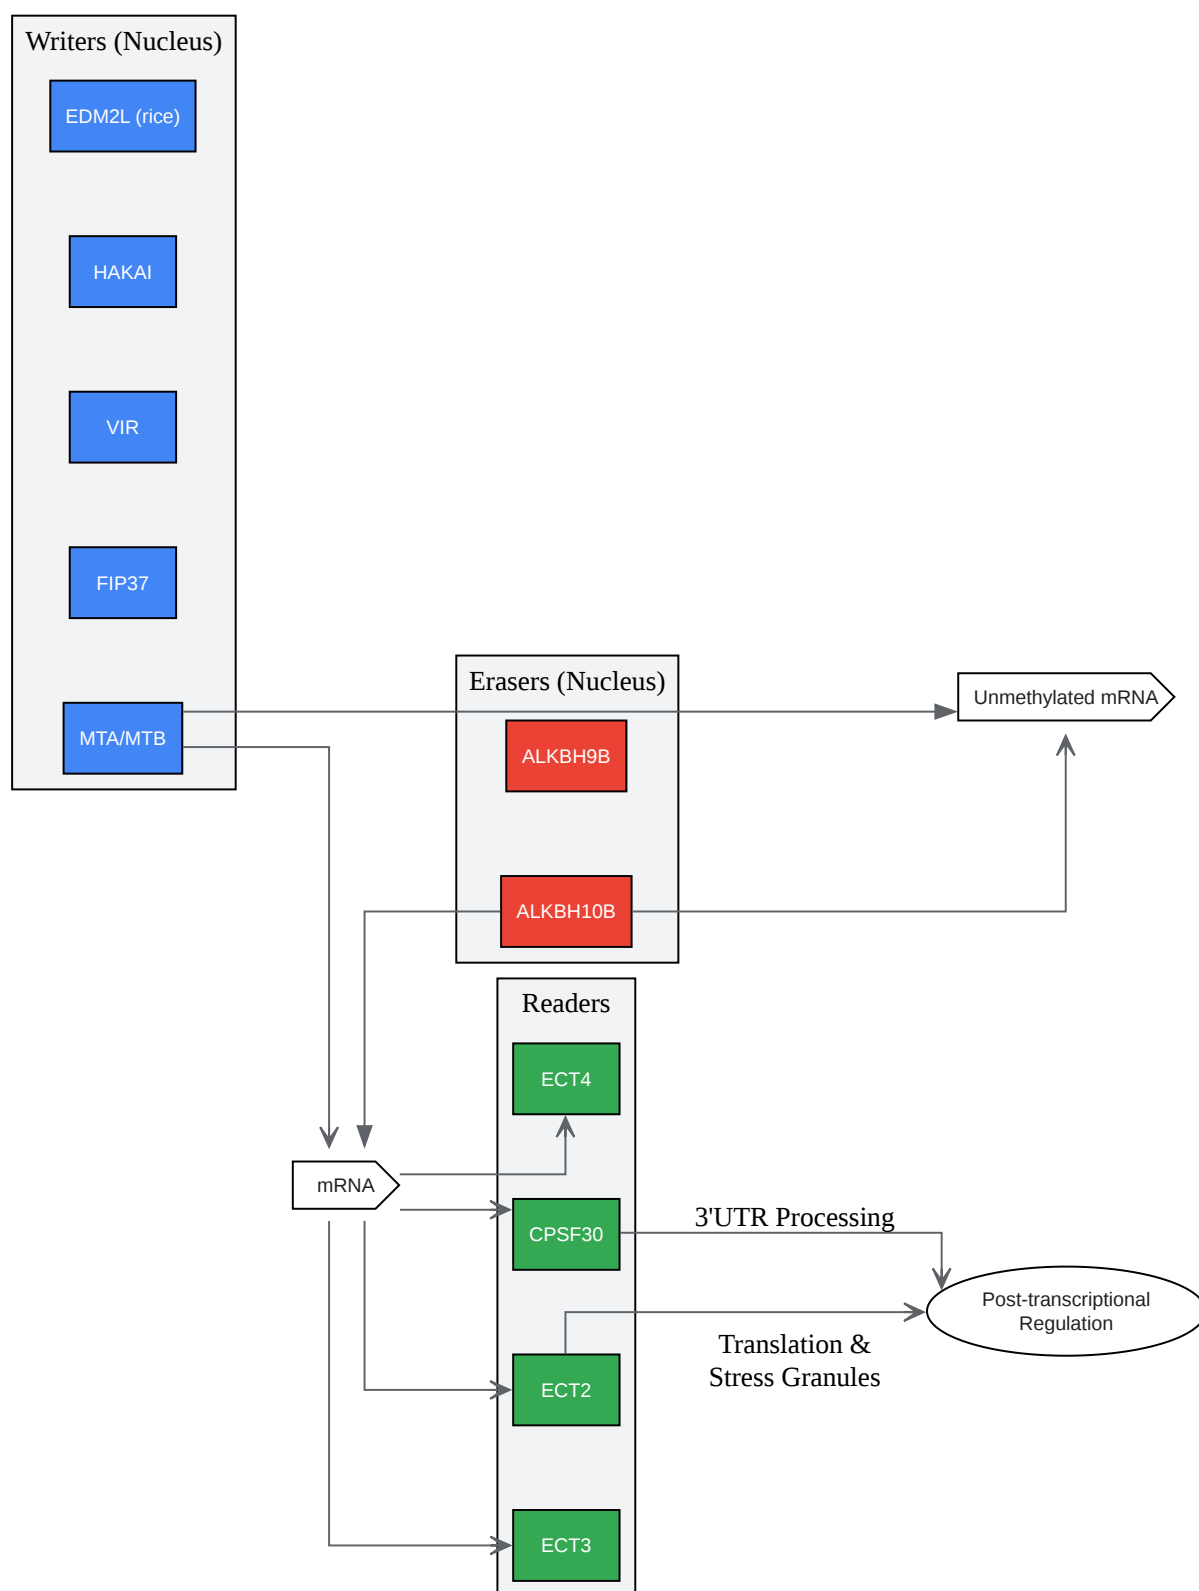 Writers (Nucleus)
EDM2L (rice)
HAKAI
VIR
FIP37
MTA/MTB
Erasers (Nucleus)
ALKBH9B
ALKBH10B
Unmethylated mRNA
Readers
ECT4
mRNA
CPSF30
ECT2
ECT3
3'UTR Processing
Translation &
Stress Granules
Post-transcriptional
Regulation